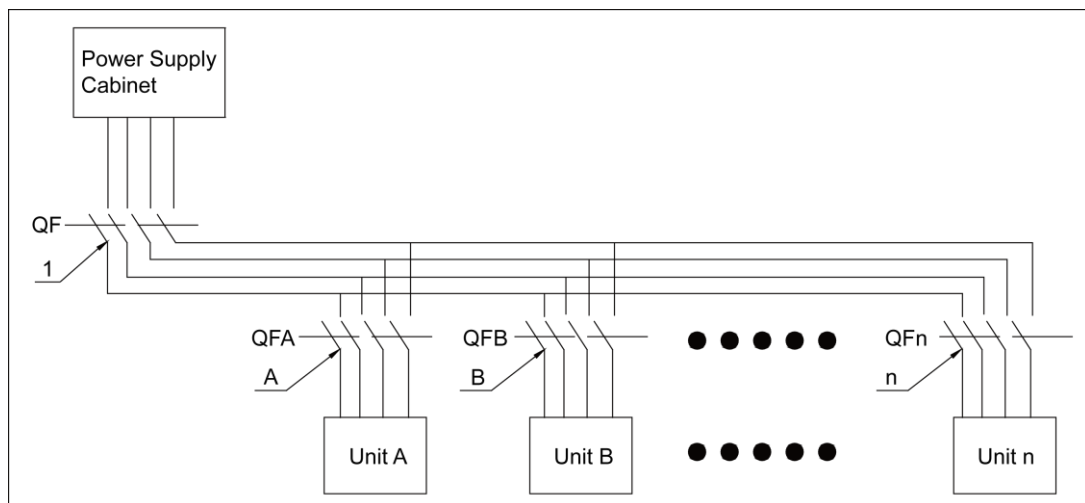 Power Supply
Cabinet
QF
1
QFA
QFB
QFn
A
B
n
Unit A
Unit B
Unit n